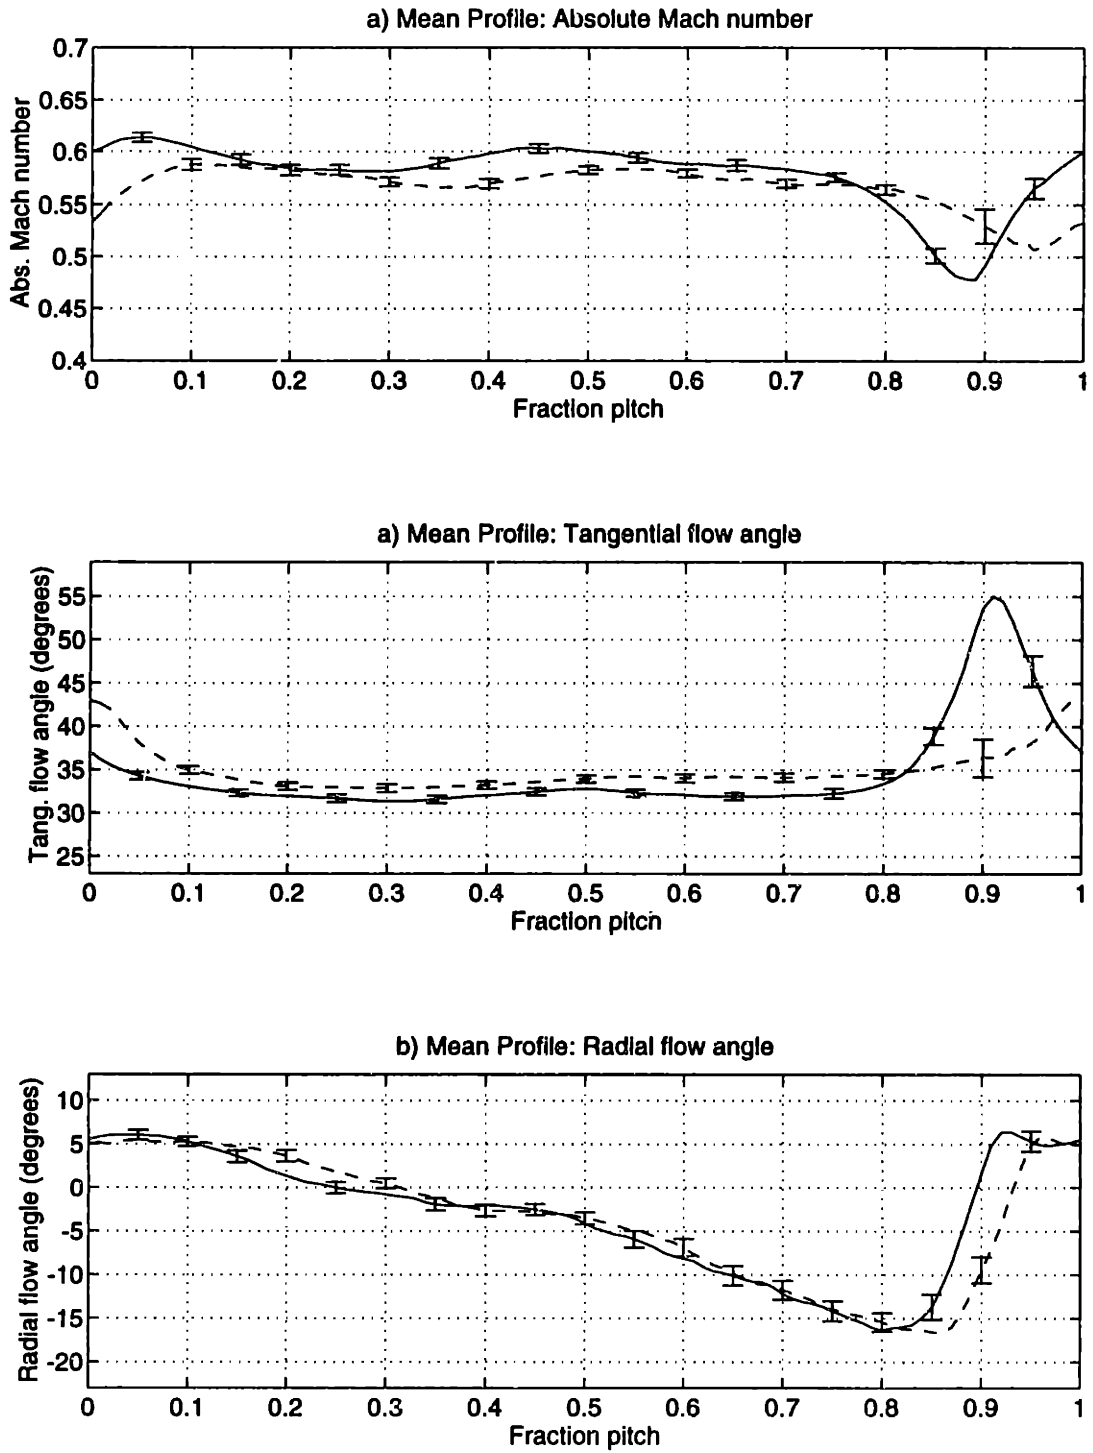 a) Mean Profile: Absolute Mach number
Abs. Mach number
0.7
0.65
0.6
0.55
0.5
0.45
0.4
0 0.1 0.2 0.3 0.4 0.5 0.6 0.7 0.8 0.9 1
Fraction pitch
a) Mean Profile: Tangential flow angle
Tang. flow angle (degrees)
55
50
45
40
35
30
25
0 0.1 0.2 0.3 0.4 0.5 0.6 0.7 0.8 0.9 1
Fraction pitch
b) Mean Profile: Radial flow angle
Radial flow angle (degrees)
10
5
0
-5
-10
-15
-20
0 0.1 0.2 0.3 0.4 0.5 0.6 0.7 0.8 0.9 1
Fraction pitch